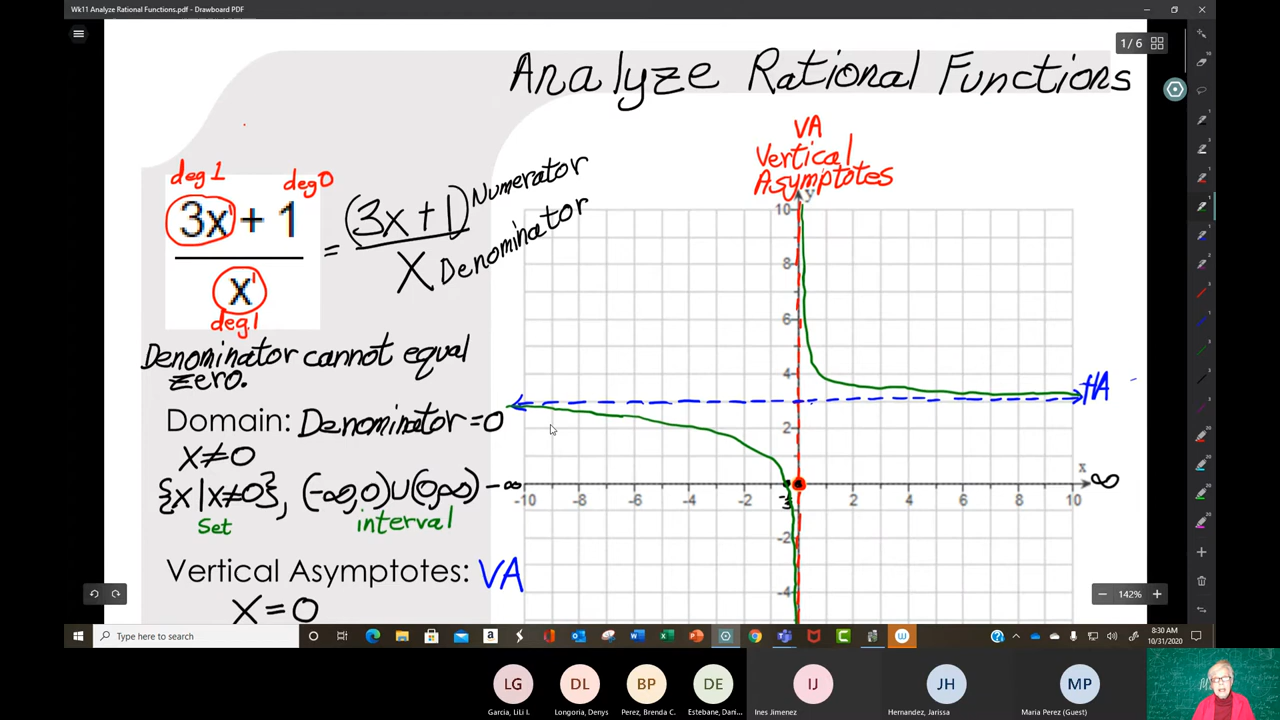 Wk11 Analyze Rational Functions.pdf - Drawboard PDF
1 / 6
Analyze Rational Functions
VA
Vertical
Asymptotes
deg 1
deg 0
3x¹ + 1
x¹
deg. 1
= (3x + 1) Numerator
X Denominator
Denominator cannot equal
zero.
Domain: Denominator = 0
X ≠ 0
{X | X ≠ 0}, (-∞, 0) ∪ (0, ∞)
Set interval
Vertical Asymptotes: VA
X = 0
y
10
8
6
4
2
-2
-4
HA
-∞ -10 -8 -6 -4 -2 2 4 6 8 10 ∞
x
142%
Type here to search
8:30 AM
10/31/2020
LG DL BP DE IJ JH MP
Garcia, LiLi I. Longoria, Denys Perez, Brenda C. Estebane, Dani... Ines Jimenez Hernandez, Jarissa Maria Perez (Guest)